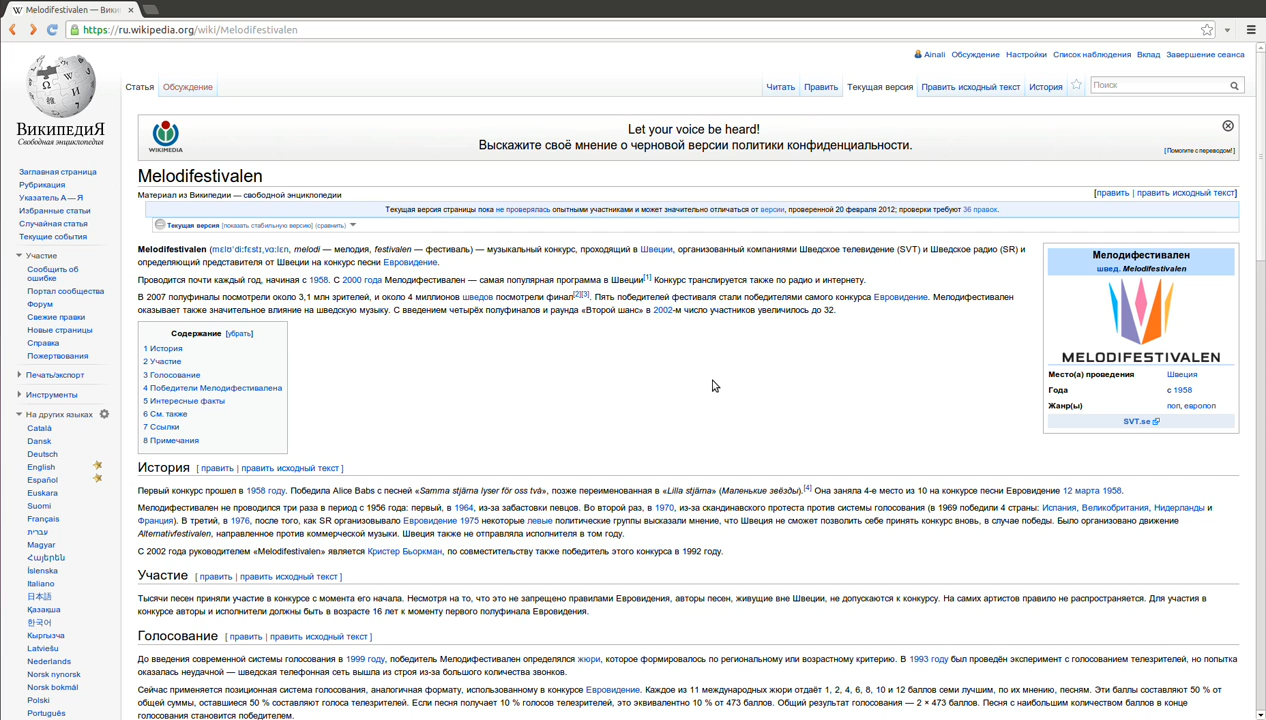 Melodifestivalen — Вики
https://ru.wikipedia.org/wiki/Melodifestivalen
Ainali Обсуждение Настройки Список наблюдения Вклад Завершение сеанса
Статья Обсуждение Читать Править Текущая версия Править исходный текст История Поиск
ВикипедиЯ
Свободная энциклопедия
Заглавная страница
Рубрикация
Указатель А — Я
Избранные статьи
Случайная статья
Текущие события
Участие
Сообщить об
ошибке
Портал сообщества
Форум
Свежие правки
Новые страницы
Справка
Пожертвования
Печать/экспорт
Инструменты
На других языках
Català
Dansk
Deutsch
English
Español
Euskara
Suomi
Français
עברית
Magyar
Հայերեն
Íslenska
Italiano
日本語
Қазақша
한국어
Кыргызча
Latviešu
Nederlands
Norsk nynorsk
Norsk bokmål
Polski
Português
WIKIMEDIA
Let your voice be heard!
Выскажите своё мнение о черновой версии политики конфиденциальности.
[Помогите с переводом!]
Melodifestivalen
[править | править исходный текст]
Материал из Википедии — свободной энциклопедии
Текущая версия страницы пока не проверялась опытными участниками и может значительно отличаться от версии, проверенной 20 февраля 2012; проверки требуют 36 правок.
Текущая версия [показать стабильную версию] (сравнить)
Melodifestivalen (mɛlʊˈdiːfɛstɪˌvɑːlɛn, melodi — мелодия, festivalen — фестиваль) — музыкальный конкурс, проходящий в Швеции, организованный компаниями Шведское телевидение (SVT) и Шведское радио (SR) и
определяющий представителя от Швеции на конкурс песни Евровидение.
Проводится почти каждый год, начиная с 1958. С 2000 года Мелодифестивален — самая популярная программа в Швеции[1] Конкурс транслируется также по радио и интернету.
В 2007 полуфиналы посмотрели около 3,1 млн зрителей, и около 4 миллионов шведов посмотрели финал[2][3]. Пять победителей фестиваля стали победителями самого конкурса Евровидение. Мелодифестивален
оказывает также значительное влияние на шведскую музыку. С введением четырёх полуфиналов и раунда «Второй шанс» в 2002-м число участников увеличилось до 32.
Мелодифестивален
швед. Melodifestivalen
MELODIFESTIVALEN
Место(а) проведения Швеция
Года с 1958
Жанр(ы) поп, европоп
SVT.se
Содержание [убрать]
1 История
2 Участие
3 Голосование
4 Победители Мелодифестивалена
5 Интересные факты
6 См. также
7 Ссылки
8 Примечания
История [ править | править исходный текст ]
Первый конкурс прошел в 1958 году. Победила Alice Babs с песней «Samma stjärna lyser för oss två», позже переименованная в «Lilla stjärna» (Маленькие звёзды).[4] Она заняла 4-е место из 10 на конкурсе песни Евровидение 12 марта 1958.
Мелодифестивален не проводился три раза в период с 1956 года: первый, в 1964, из-за забастовки певцов. Во второй раз, в 1970, из-за скандинавского протеста против системы голосования (в 1969 победили 4 страны: Испания, Великобритания, Нидерланды и
Франция). В третий, в 1976, после того, как SR организовывало Евровидение 1975 некоторые левые политические группы высказали мнение, что Швеция не сможет позволить себе принять конкурс вновь, в случае победы. Было организовано движение
Alternativfestivalen, направленное против коммерческой музыки. Швеция также не отправляла исполнителя в том году.
С 2002 года руководителем «Melodifestivalen» является Кристер Бьоркман, по совместительству также победитель этого конкурса в 1992 году.
Участие [ править | править исходный текст ]
Тысячи песен приняли участие в конкурсе с момента его начала. Несмотря на то, что это не запрещено правилами Евровидения, авторы песен, живущие вне Швеции, не допускаются к конкурсу. На самих артистов правило не распространяется. Для участия в
конкурсе авторы и исполнители должны быть в возрасте 16 лет к моменту первого полуфинала Евровидения.
Голосование [ править | править исходный текст ]
До введения современной системы голосования в 1999 году, победитель Мелодифестивален определялся жюри, которое формировалось по региональному или возрастному критерию. В 1993 году был проведён эксперимент с голосованием телезрителей, но попытка
оказалась неудачной — шведская телефонная сеть вышла из строя из-за большого количества звонков.
Сейчас применяется позиционная система голосования, аналогичная формату, использованному в конкурсе Евровидение. Каждое из 11 международных жюри отдаёт 1, 2, 4, 6, 8, 10 и 12 баллов семи лучшим, по их мнению, песням. Эти баллы составляют 50 % от
общей суммы, оставшиеся 50 % составляют голоса телезрителей. Если песня получает 10 % голосов телезрителей, это эквивалентно 10 % от 473 баллов. Общий результат голосования — 2 × 473 баллов. Песня с наибольшим количеством баллов в конце
голосования становится победителем.